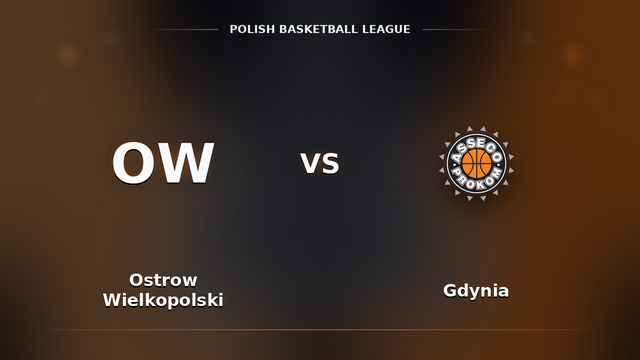 POLISH BASKETBALL LEAGUE
OW
VS
ASSECO
PROKOM
Ostrow
Wielkopolski
Gdynia